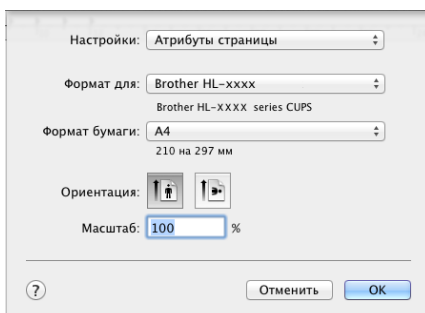 Настройки: Атрибуты страницы
Формат для: Brother HL-xxxx
Brother HL-XXXX series CUPS
Формат бумаги: A4
210 на 297 мм
Ориентация:
Масштаб: 100 %
? Отменить OK